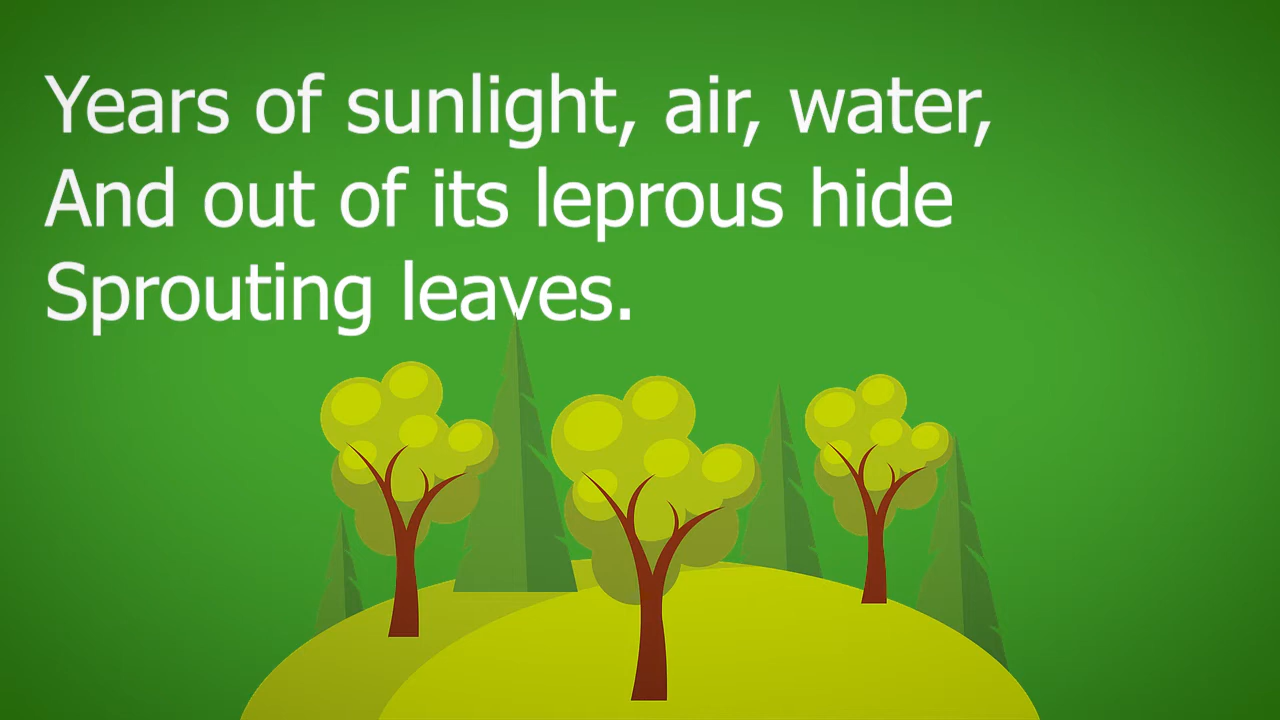 Years of sunlight, air, water,
And out of its leprous hide
Sprouting leaves.